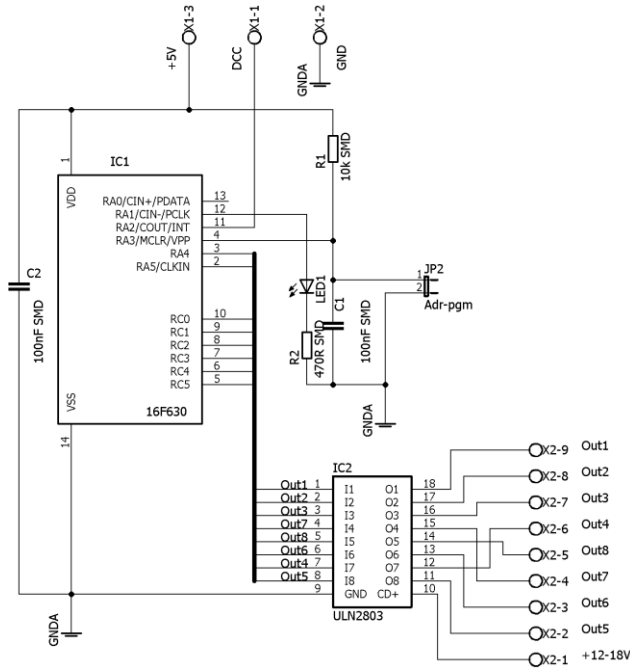 X1-3
X1-1
X1-2
+5V
DCC
GND
GNDA
1
IC1
R1
10k SMD
VDD
RA0/CIN+/PDATA 13
RA1/CIN-/PCLK 12
RA2/COUT/INT 11
RA3/MCLR/VPP 4
RA4 3
RA5/CLKIN 2
C2
100nF SMD
LED1
C1
100nF SMD
R2
470R SMD
JP2
1
2
Adr-pgm
RC0 10
RC1 9
RC2 8
RC3 7
RC4 6
RC5 5
VSS
16F630
14
GNDA
IC2
Out1 1 I1 O1 18
Out2 2 I2 O2 17
Out3 3 I3 O3 16
Out7 4 I4 O4 15
Out8 5 I5 O5 14
Out6 6 I6 O6 13
Out4 7 I7 O7 12
Out5 8 I8 O8 11
9 GND CD+ 10
ULN2803
X2-9 Out1
X2-8 Out2
X2-7 Out3
X2-6 Out4
X2-5 Out8
X2-4 Out7
X2-3 Out6
X2-2 Out5
X2-1 +12-18V
GNDA